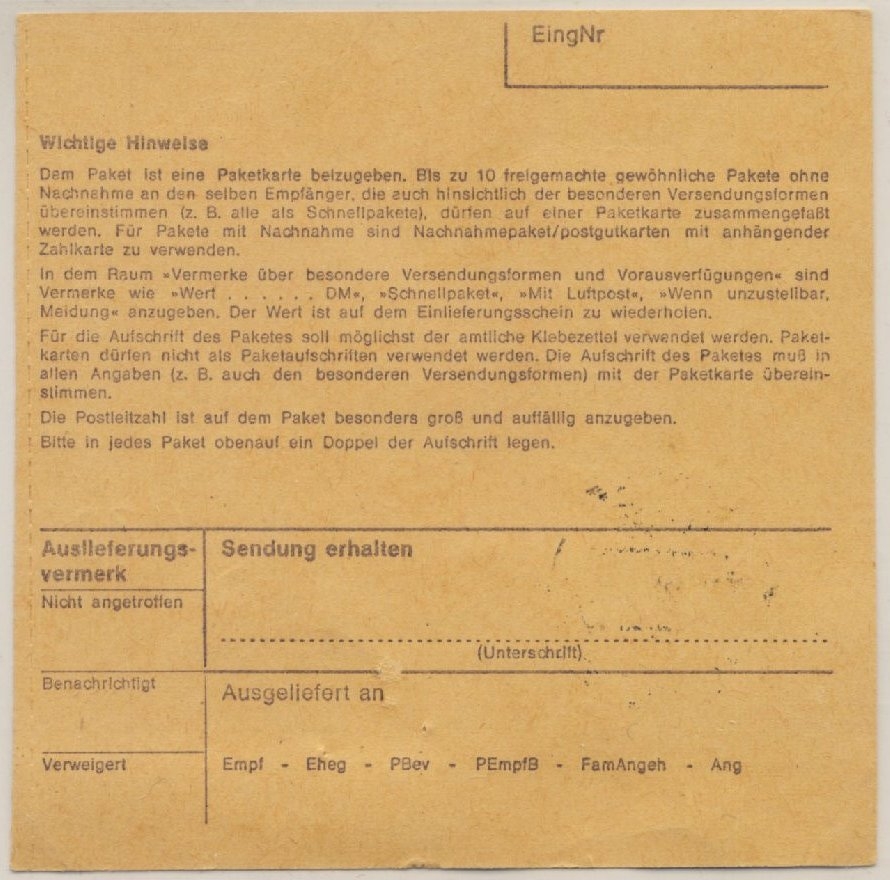 EingNr
Wichtige Hinweise
Dem Paket ist eine Paketkarte beizugeben. Bis zu 10 freigemachte gewöhnliche Pakete ohne
Nachnahme an den selben Empfänger, die auch hinsichtlich der besonderen Versendungsformen
übereinstimmen (z. B. alle als Schnellpakete), dürfen auf einer Paketkarte zusammengefaßt
werden. Für Pakete mit Nachnahme sind Nachnahmepaket/postgutkarten mit anhängender
Zahlkarte zu verwenden.
In dem Raum »Vermerke über besondere Versendungsformen und Vorausverfügungen« sind
Vermerke wie »Wert . . . . . . DM«, »Schnellpaket«, »Mit Luftpost«, »Wenn unzustellbar,
Meldung« anzugeben. Der Wert ist auf dem Einlieferungsschein zu wiederholen.
Für die Aufschrift des Paketes soll möglichst der amtliche Klebezettel verwendet werden. Paket-
karten dürfen nicht als Paketaufschriften verwendet werden. Die Aufschrift des Paketes muß in
allen Angaben (z. B. auch den besonderen Versendungsformen) mit der Paketkarte überein-
stimmen.
Die Postleitzahl ist auf dem Paket besonders groß und auffällig anzugeben.
Bitte in jedes Paket obenauf ein Doppel der Aufschrift legen.
Auslieferungs-
vermerk
Sendung erhalten
Nicht angetroffen
(Unterschrift)
Benachrichtigt
Ausgeliefert an
Verweigert
Empf - Eheg - PBev - PEmpfB - FamAngeh - Ang